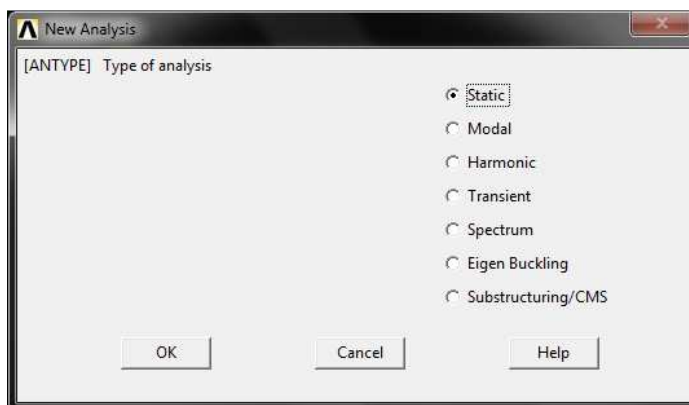 New Analysis
[ANTYPE] Type of analysis
Static
Modal
Harmonic
Transient
Spectrum
Eigen Buckling
Substructuring/CMS
OK Cancel Help